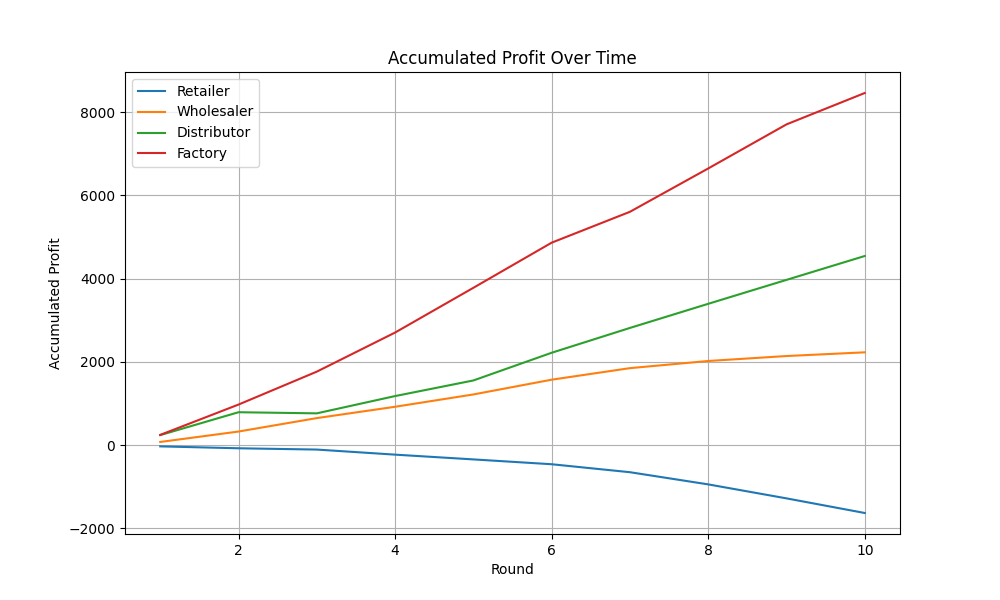 Accumulated Profit Over Time
Retailer
Wholesaler
Distributor
Factory
Accumulated Profit
8000
6000
4000
2000
0
−2000
2 4 6 8 10
Round